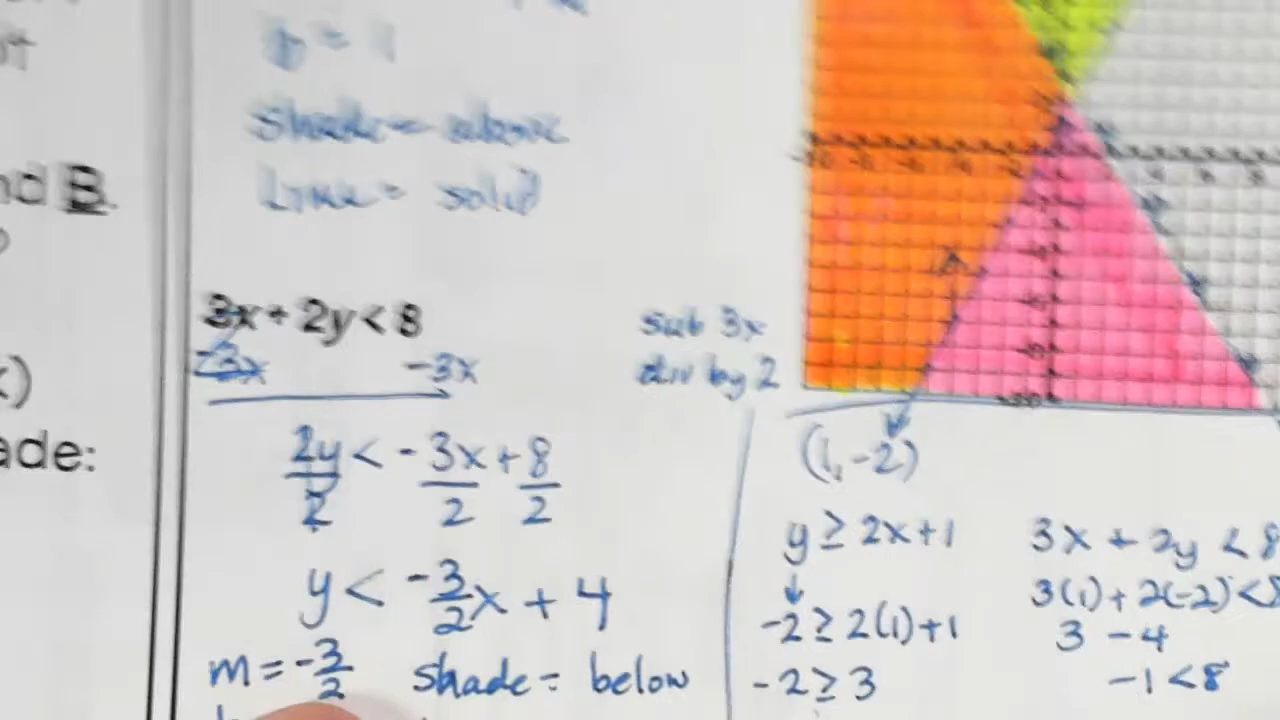 b = 1
shade = above
Line = solid
nd B.
3x + 2y < 8
-3x -3x
sub 3x
div by 2
ade:
2y < -3x + 8
2 2 2
y < -3/2 x + 4
m = -3/2 shade = below
(1, -2)
y ≥ 2x+1
-2 ≥ 2(1)+1
-2 ≥ 3
3x + 2y < 8
3(1) + 2(-2) < 8
3 - 4
-1 < 8